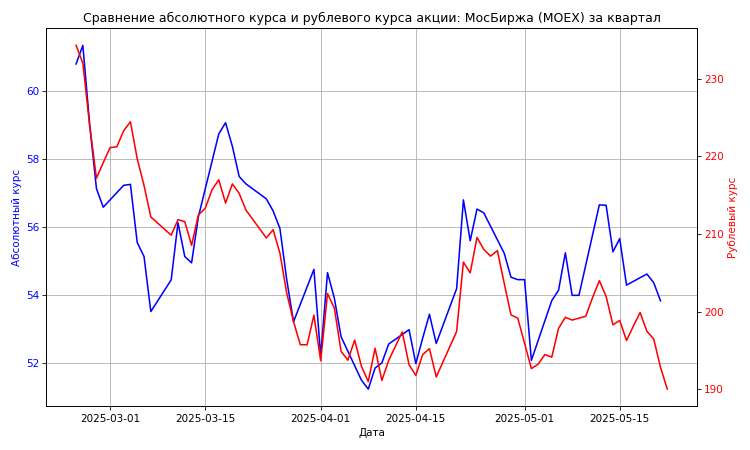 Сравнение абсолютного курса и рублевого курса акции: МосБиржа (MOEX) за квартал
60
58
56
54
52
Абсолютный курс
230
220
210
200
190
Рублевый курс
2025-03-01 2025-03-15 2025-04-01 2025-04-15 2025-05-01 2025-05-15
Дата